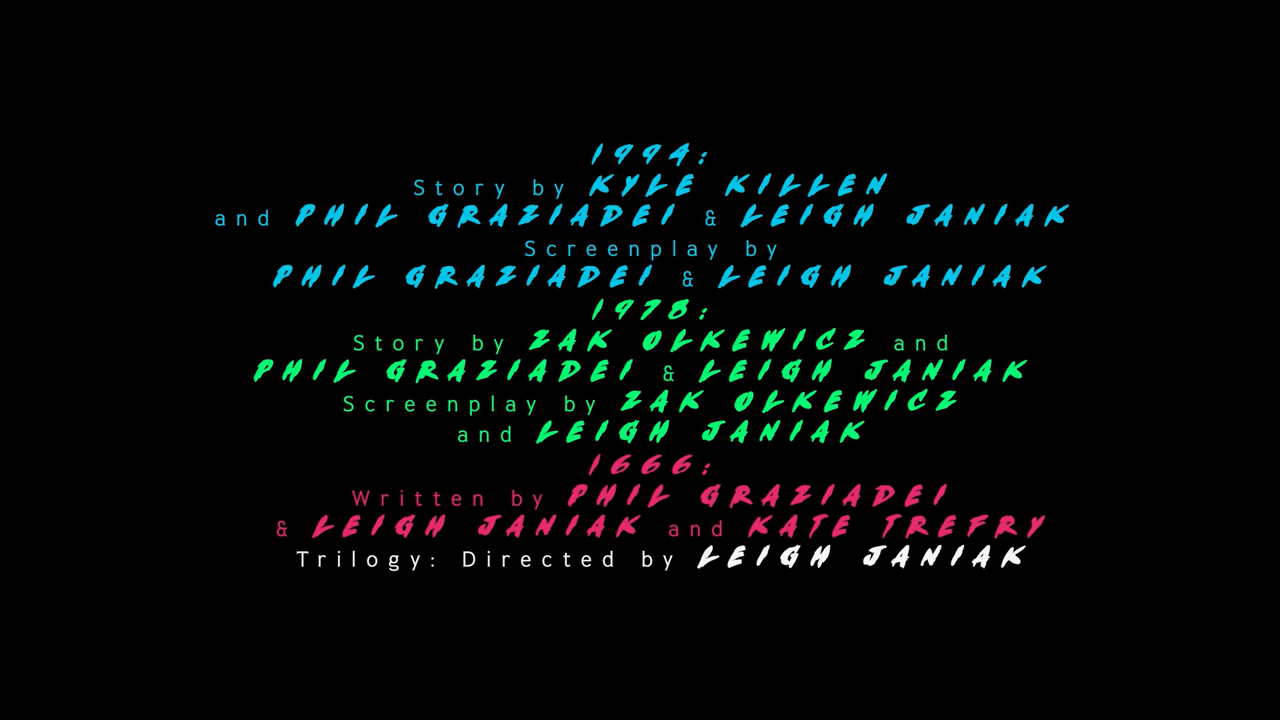 1994:
Story by KYLE KILLEN
and PHIL GRAZIADEI & LEIGH JANIAK
Screenplay by
PHIL GRAZIADEI & LEIGH JANIAK
1978:
Story by ZAK OLKEWICZ and
PHIL GRAZIADEI & LEIGH JANIAK
Screenplay by ZAK OLKEWICZ
and LEIGH JANIAK
1666:
Written by PHIL GRAZIADEI
& LEIGH JANIAK and KATE TREFRY
Trilogy: Directed by LEIGH JANIAK